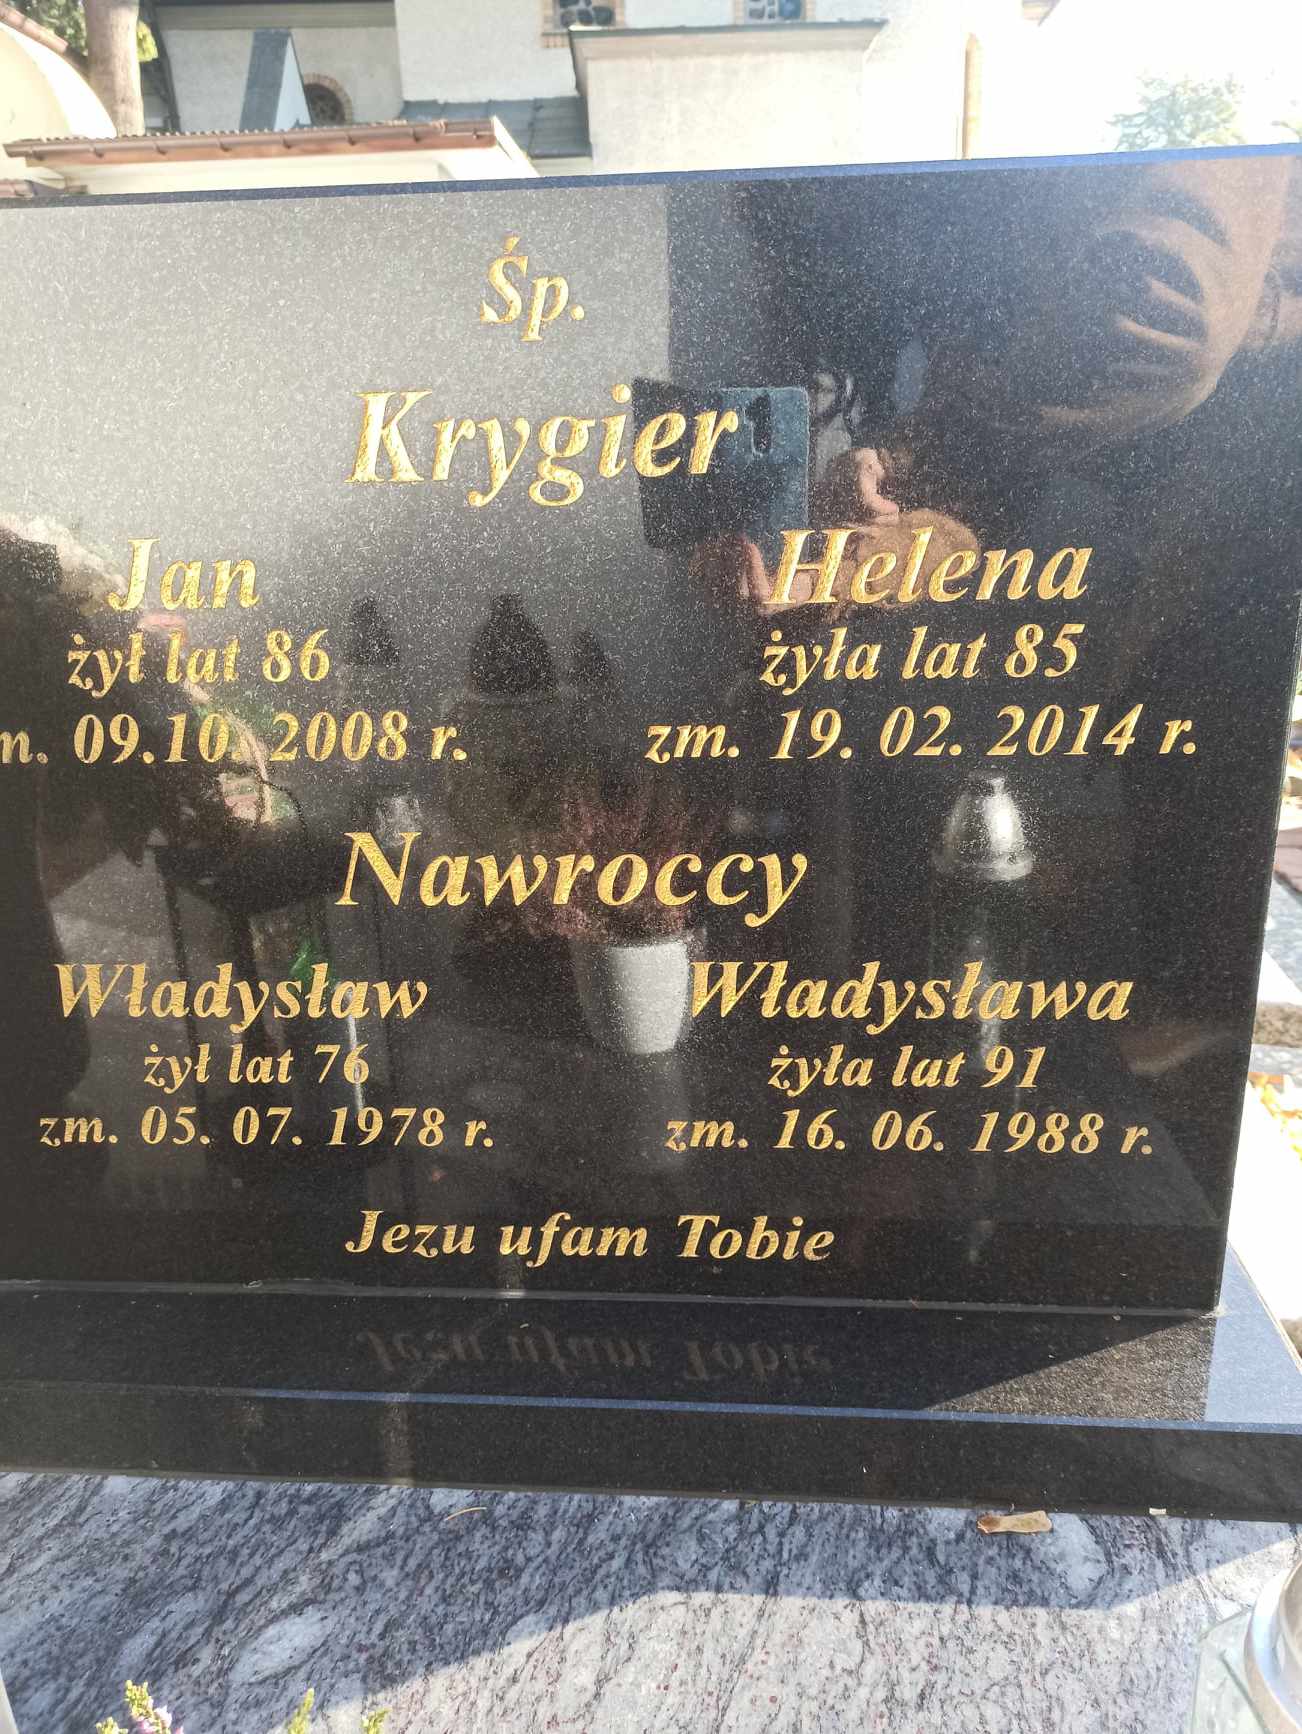 Śp.
Krygier
Jan Helena
żył lat 86 żyła lat 85
m. 09.10. 2008 r. zm. 19. 02. 2014 r.
Nawroccy
Władysław Władysława
żył lat 76 żyła lat 91
zm. 05. 07. 1978 r. zm. 16. 06. 1988 r.
Jezu ufam Tobie